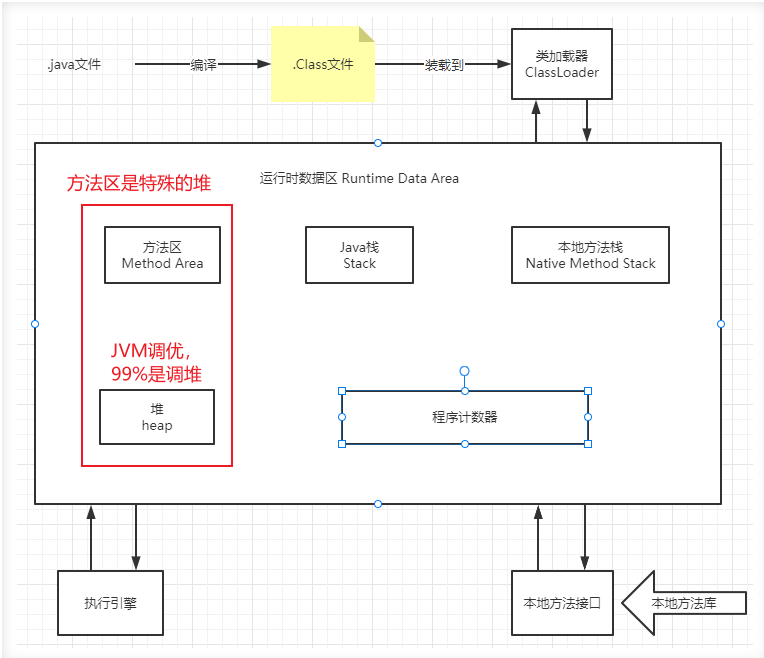 .java文件
编译
.Class文件
装载到
类加载器
ClassLoader
方法区是特殊的堆
运行时数据区 Runtime Data Area
方法区
Method Area
Java栈
Stack
本地方法栈
Native Method Stack
JVM调优，
99%是调堆
堆
heap
程序计数器
执行引擎
本地方法接口
本地方法库